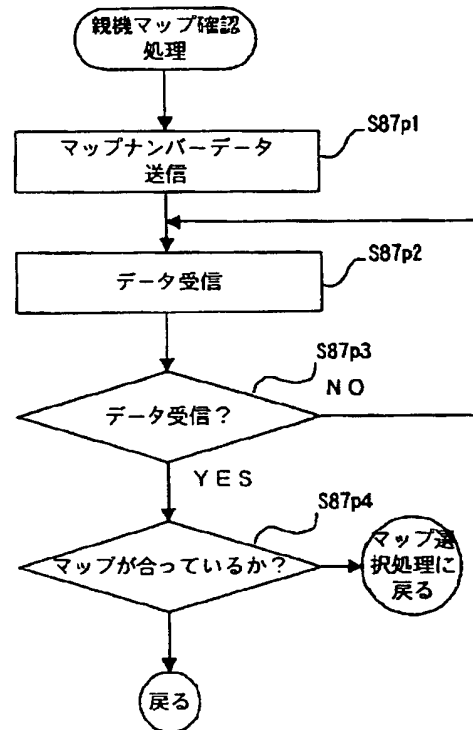 親機マップ確認
処理
S87p1
マップナンバーデータ
送信
S87p2
データ受信
S87p3
NO
データ受信？
YES
S87p4
マップが合っているか？
マップ選
択処理に
戻る
戻る